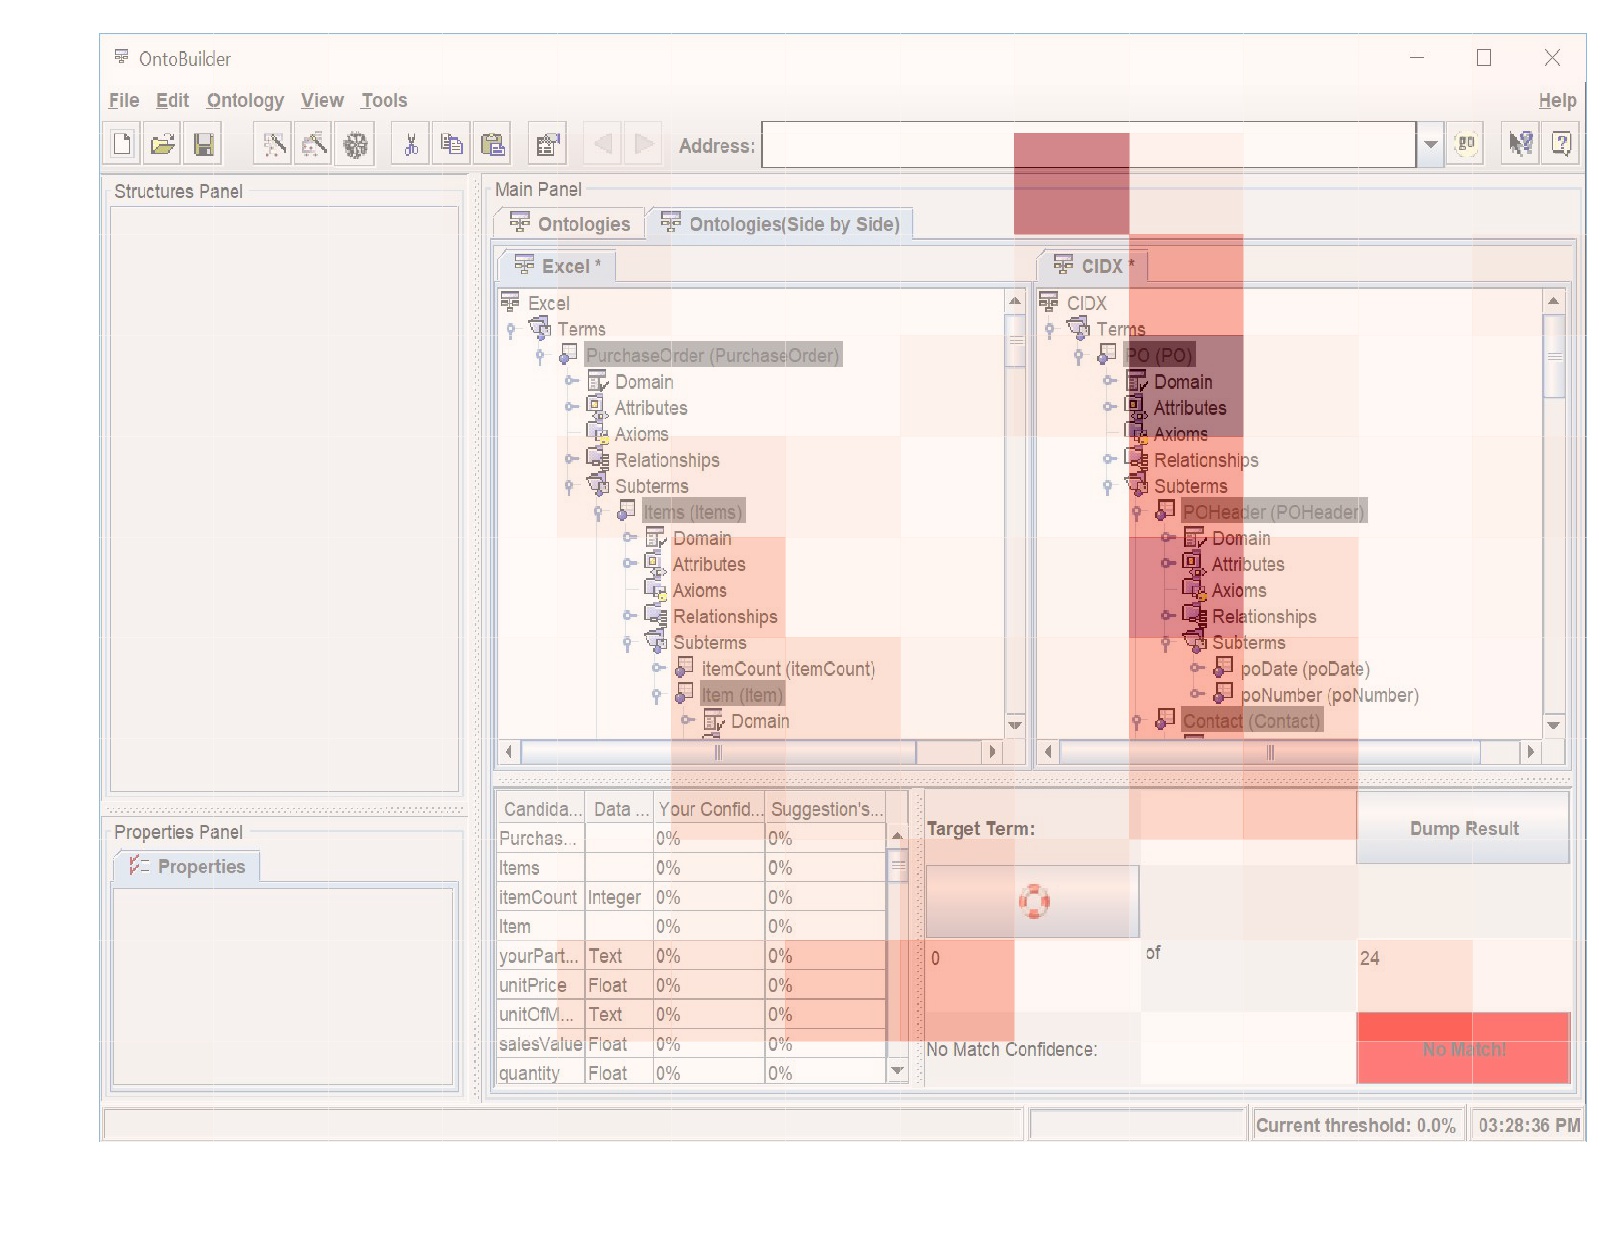 OntoBuilder
File Edit Ontology View Tools Help
Address: go
Structures Panel
Main Panel
Ontologies Ontologies(Side by Side)
Excel * CIDX *
Excel
Terms
PurchaseOrder (PurchaseOrder)
Domain
Attributes
Axioms
Relationships
Subterms
Items (Items)
Domain
Attributes
Axioms
Relationships
Subterms
itemCount (itemCount)
Item (Item)
Domain
CIDX
Terms
PO (PO)
Domain
Attributes
Axioms
Relationships
Subterms
POHeader (POHeader)
Domain
Attributes
Axioms
Relationships
Subterms
poDate (poDate)
poNumber (poNumber)
Contact (Contact)
Properties Panel
Properties
Candida... Data ... Your Confid... Suggestion's...
Purchas... 0% 0%
Items 0% 0%
itemCount Integer 0% 0%
Item 0% 0%
yourPart... Text 0% 0%
unitPrice Float 0% 0%
unitOfM... Text 0% 0%
salesValue Float 0% 0%
quantity Float 0% 0%
Target Term: Dump Result
0 of 24
No Match Confidence: No Match!
Current threshold: 0.0% 03:28:36 PM